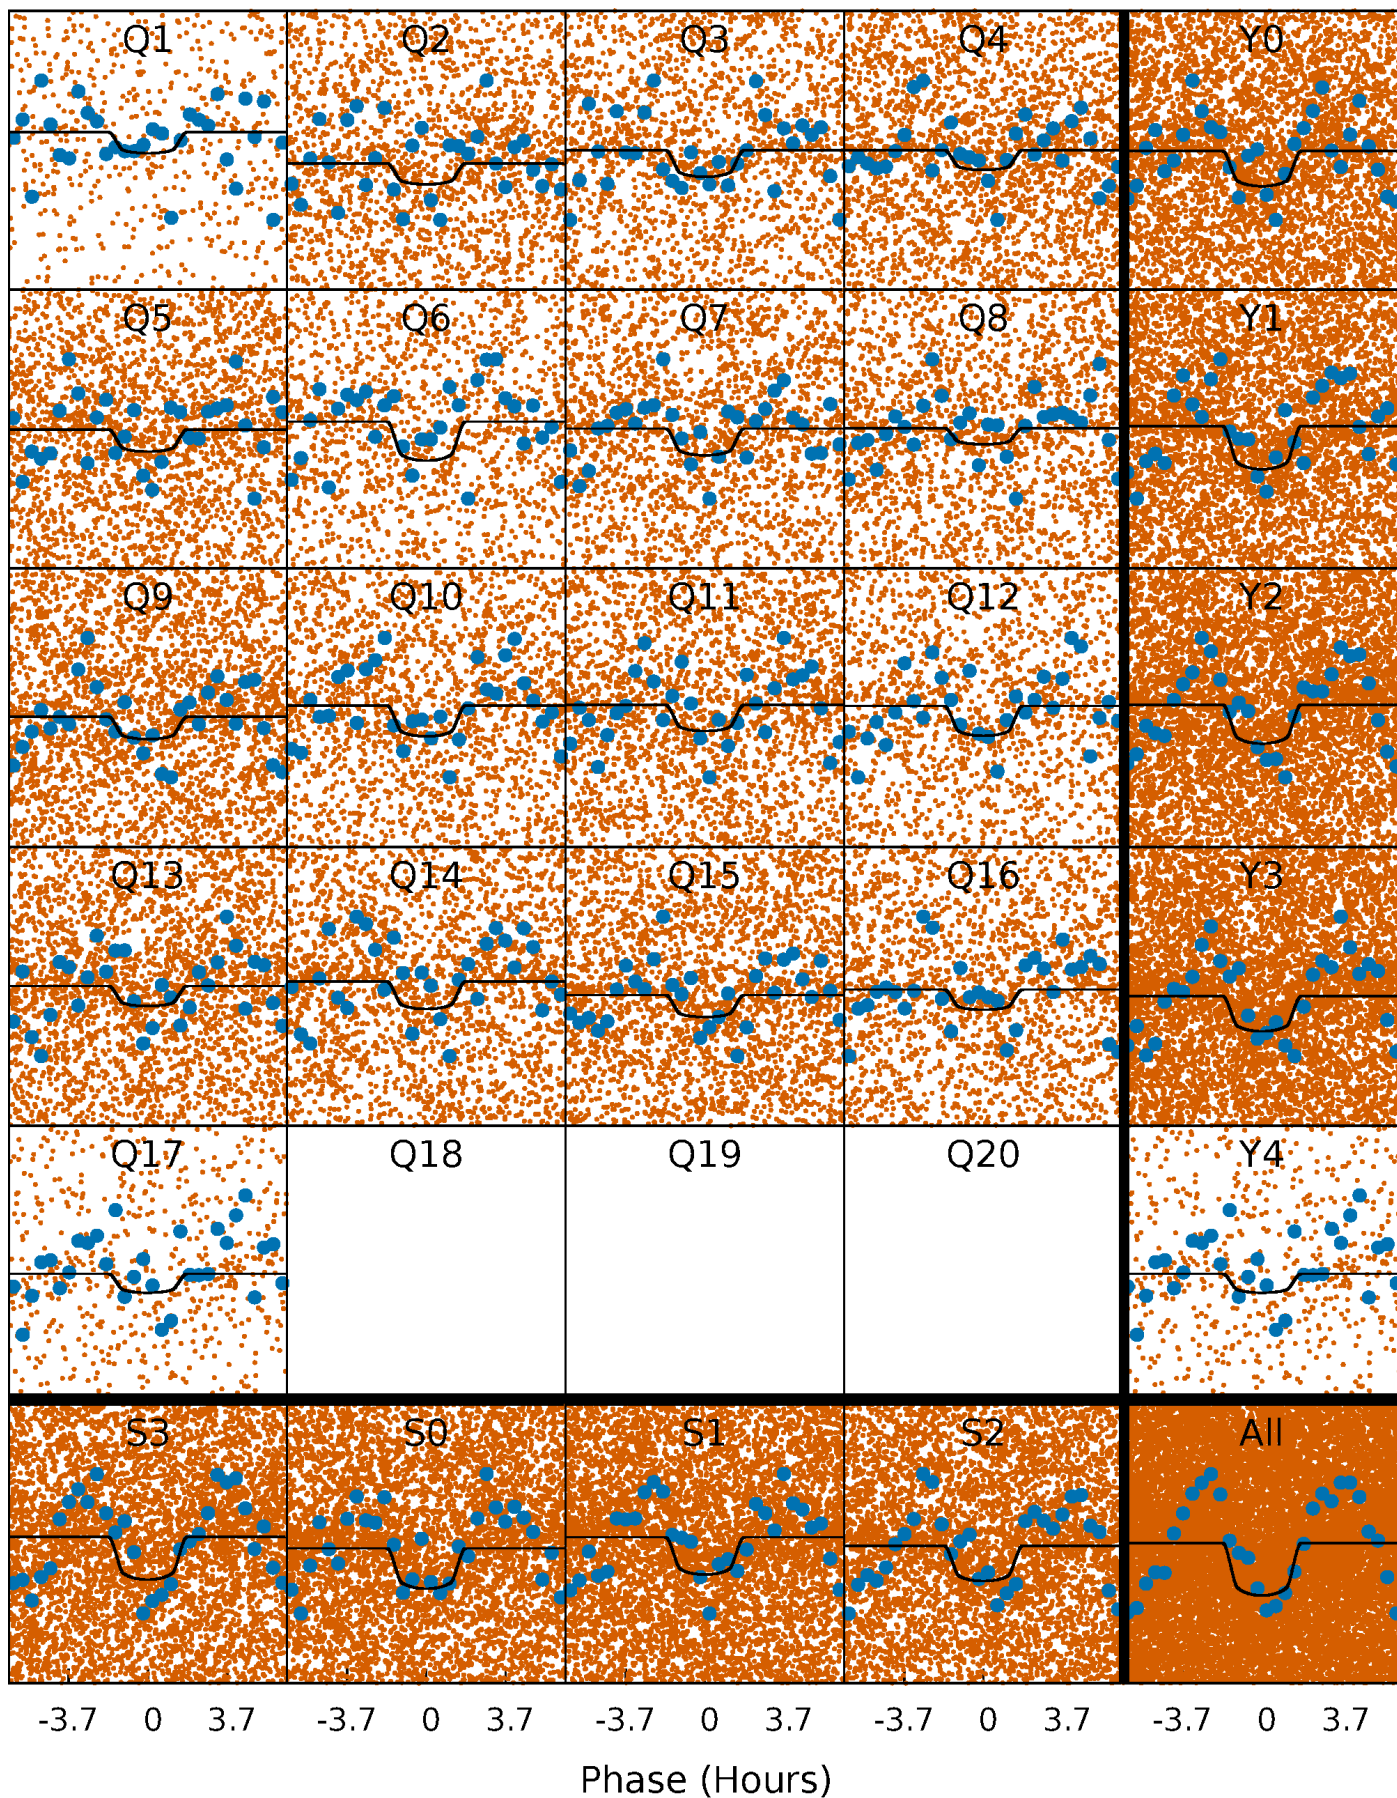 Q1 Q2 Q3 Q4 Y0
Q5 Q6 Q7 Q8 Y1
Q9 Q10 Q11 Q12 Y2
Q13 Q14 Q15 Q16 Y3
Q17 Q18 Q19 Q20 Y4
S3 S0 S1 S2 All
-3.7 0 3.7 -3.7 0 3.7 -3.7 0 3.7 -3.7 0 3.7 -3.7 0 3.7
Phase (Hours)